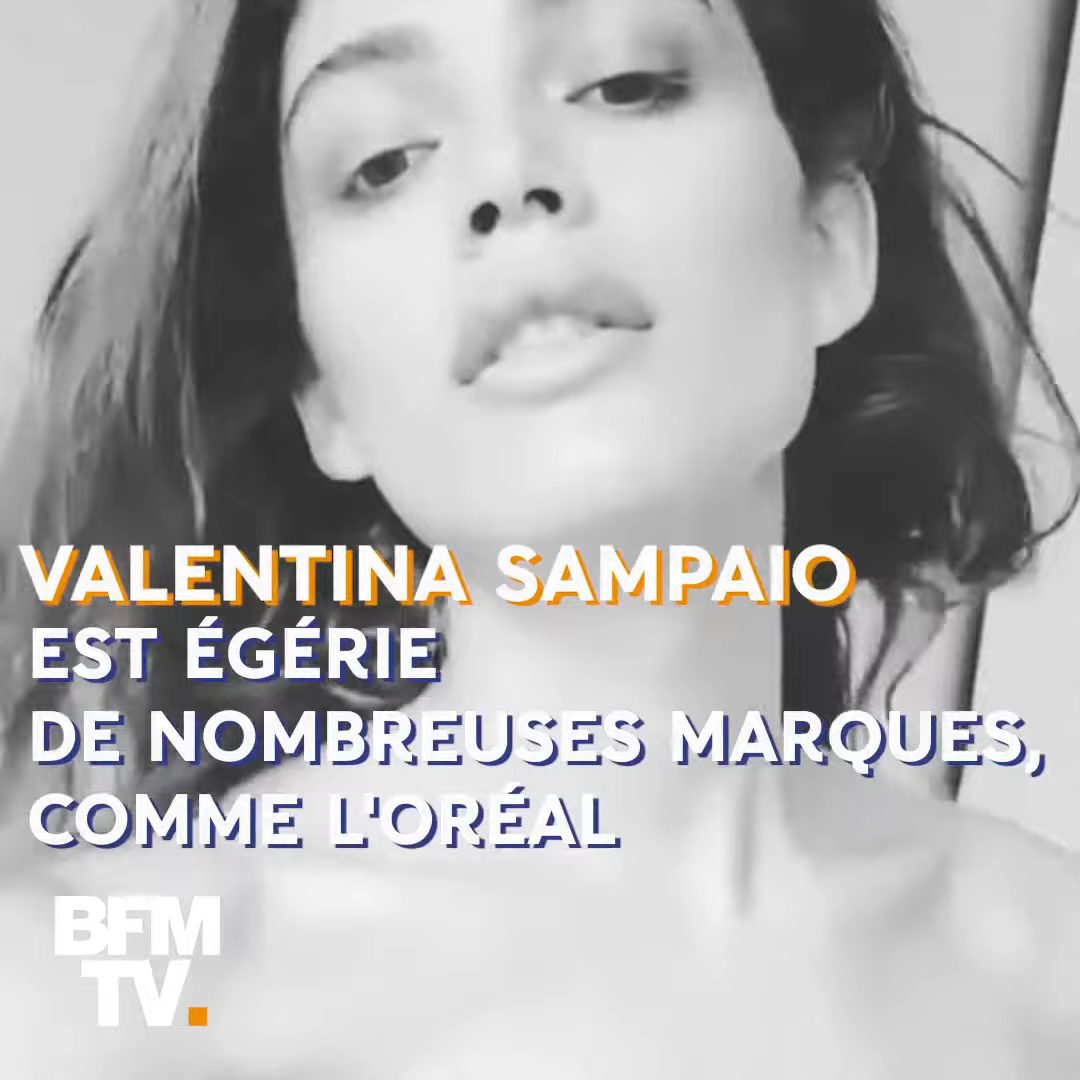 VALENTINA SAMPAIO
EST ÉGÉRIE
DE NOMBREUSES MARQUES,
COMME L'ORÉAL
BFM
TV.